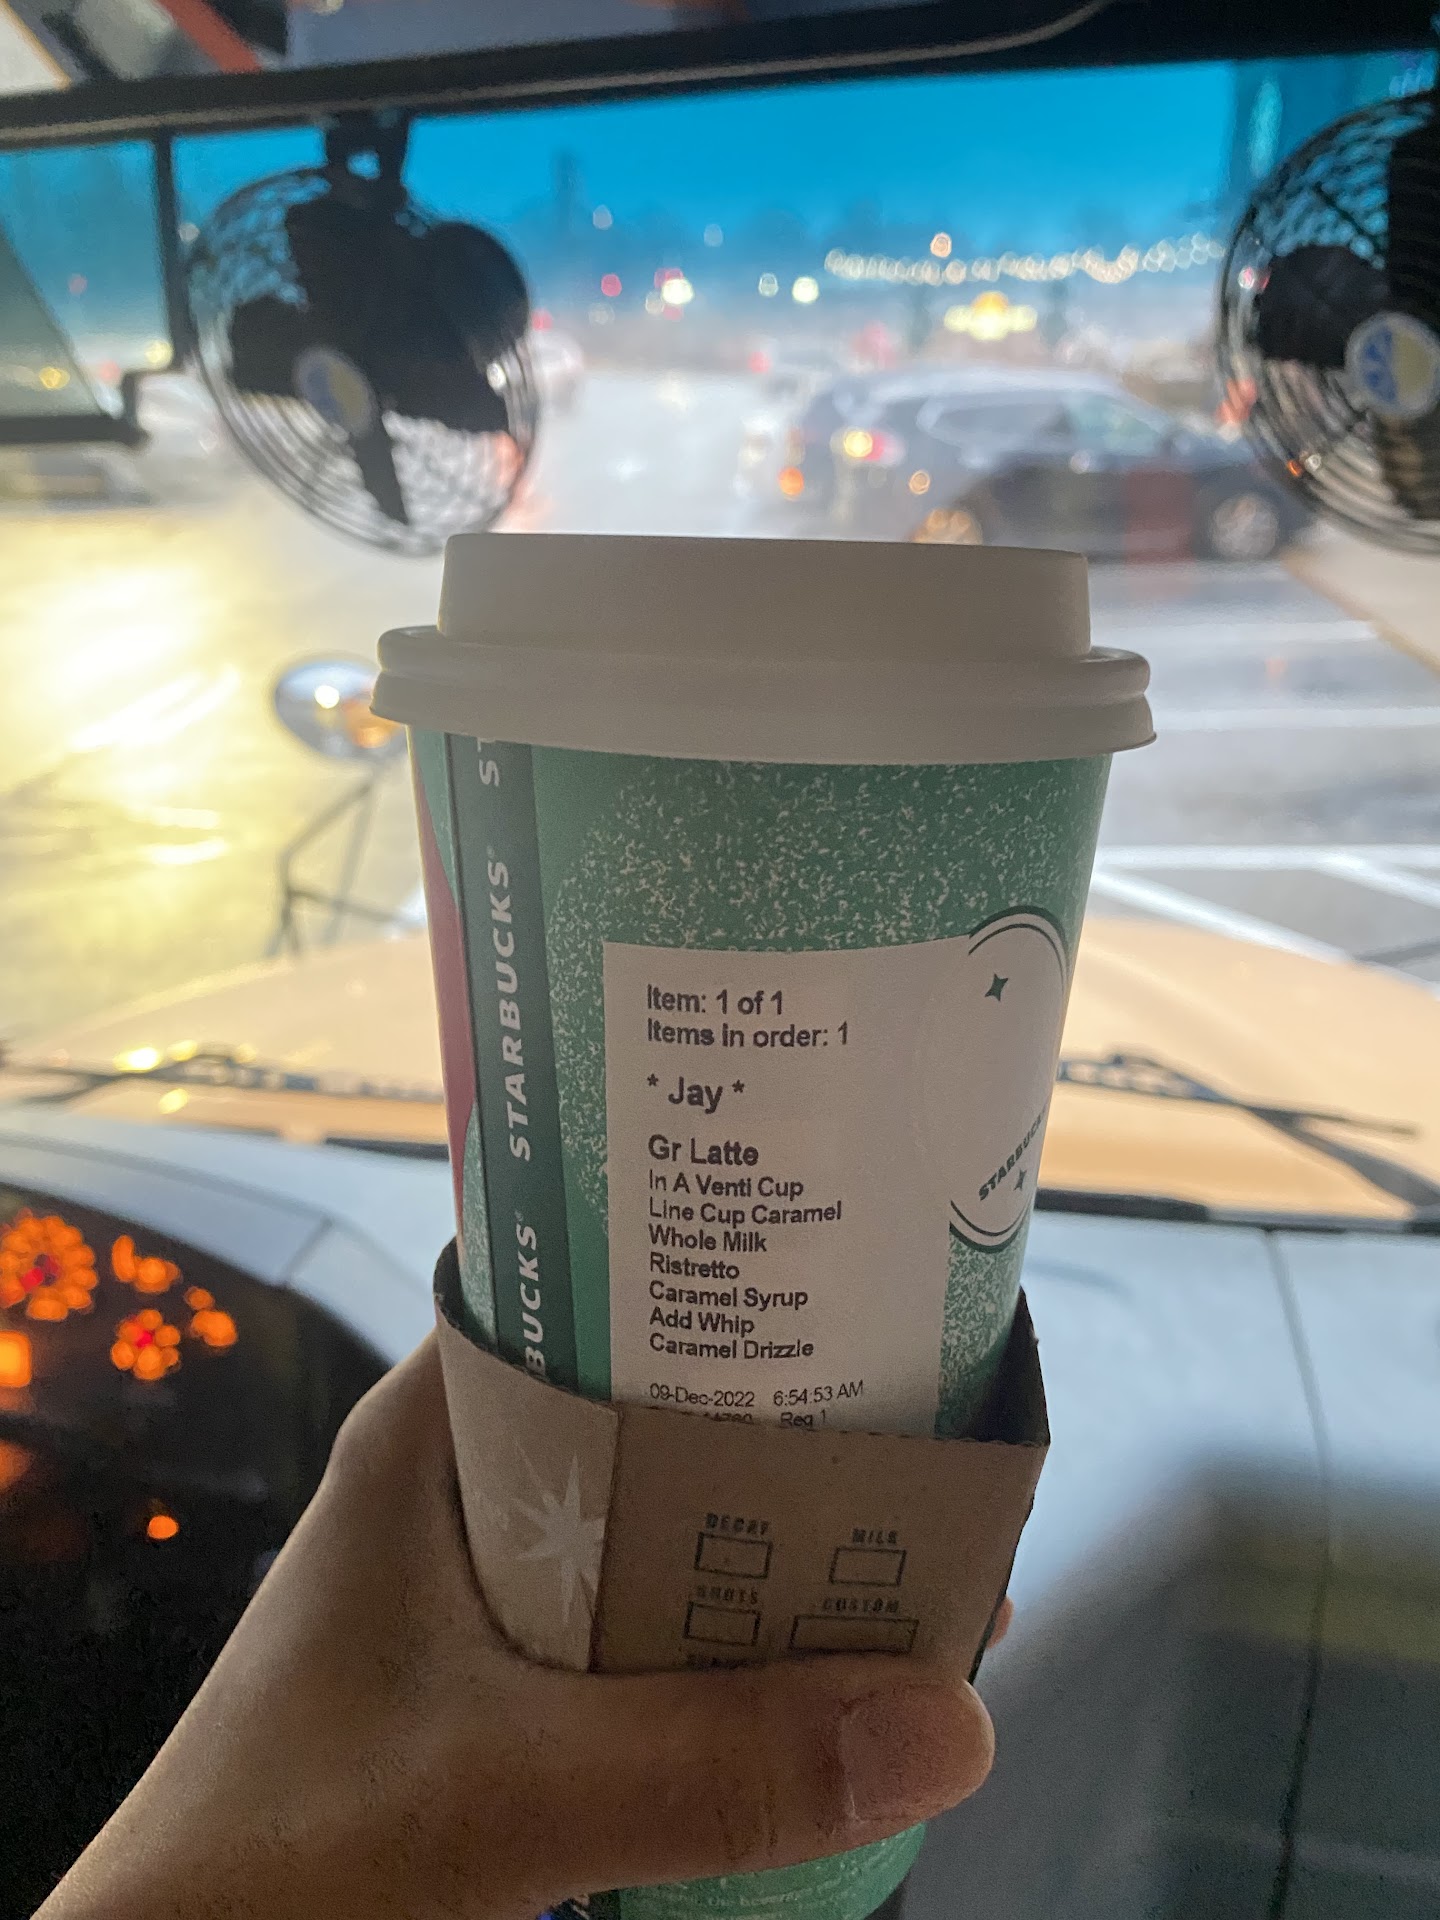 STARBUCKS
BUCKS
Item: 1 of 1
Items in order: 1
* Jay *
Gr Latte
In A Venti Cup
Line Cup Caramel
Whole Milk
Ristretto
Caramel Syrup
Add Whip
Caramel Drizzle
09-Dec-2022 6:54:53 AM
Reg 1
STARBUCKS
DECAF
MILK
SHOTS
CUSTOM